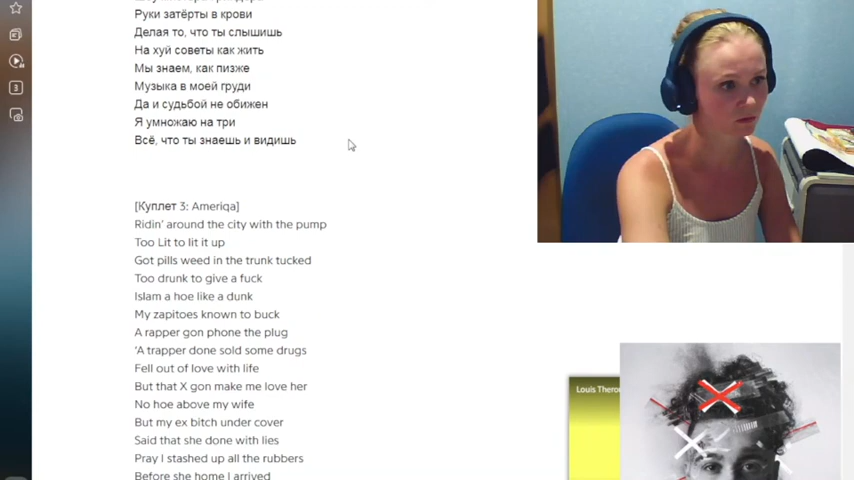 Руки затёрты в крови
Делая то, что ты слышишь
На хуй советы как жить
Мы знаем, как пизже
Музыка в моей груди
Да и судьбой не обижен
Я умножаю на три
Всё, что ты знаешь и видишь
[Куплет 3: Ameriqa]
Ridin' around the city with the pump
Too Lit to lit it up
Got pills weed in the trunk tucked
Too drunk to give a fuck
Islam a hoe like a dunk
My zapitoes known to buck
A rapper gon phone the plug
'A trapper done sold some drugs
Fell out of love with life
But that X gon make me love her
No hoe above my wife
But my ex bitch under cover
Said that she done with lies
Pray I stashed up all the rubbers
Before she home I arrived
3
Louis Therou